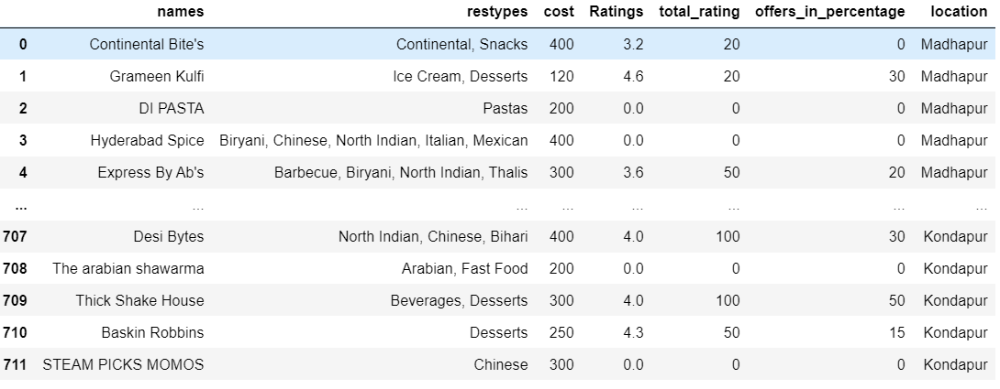 names restypes cost Ratings total_rating offers_in_percentage location
0 Continental Bite's Continental, Snacks 400 3.2 20 0 Madhapur
1 Grameen Kulfi Ice Cream, Desserts 120 4.6 20 30 Madhapur
2 DI PASTA Pastas 200 0.0 0 0 Madhapur
3 Hyderabad Spice Biryani, Chinese, North Indian, Italian, Mexican 400 0.0 0 0 Madhapur
4 Express By Ab's Barbecue, Biryani, North Indian, Thalis 300 3.6 50 20 Madhapur
... ... ... ... ... ... ... ...
707 Desi Bytes North Indian, Chinese, Bihari 400 4.0 100 30 Kondapur
708 The arabian shawarma Arabian, Fast Food 200 0.0 0 0 Kondapur
709 Thick Shake House Beverages, Desserts 300 4.0 100 50 Kondapur
710 Baskin Robbins Desserts 250 4.3 50 15 Kondapur
711 STEAM PICKS MOMOS Chinese 300 0.0 0 0 Kondapur